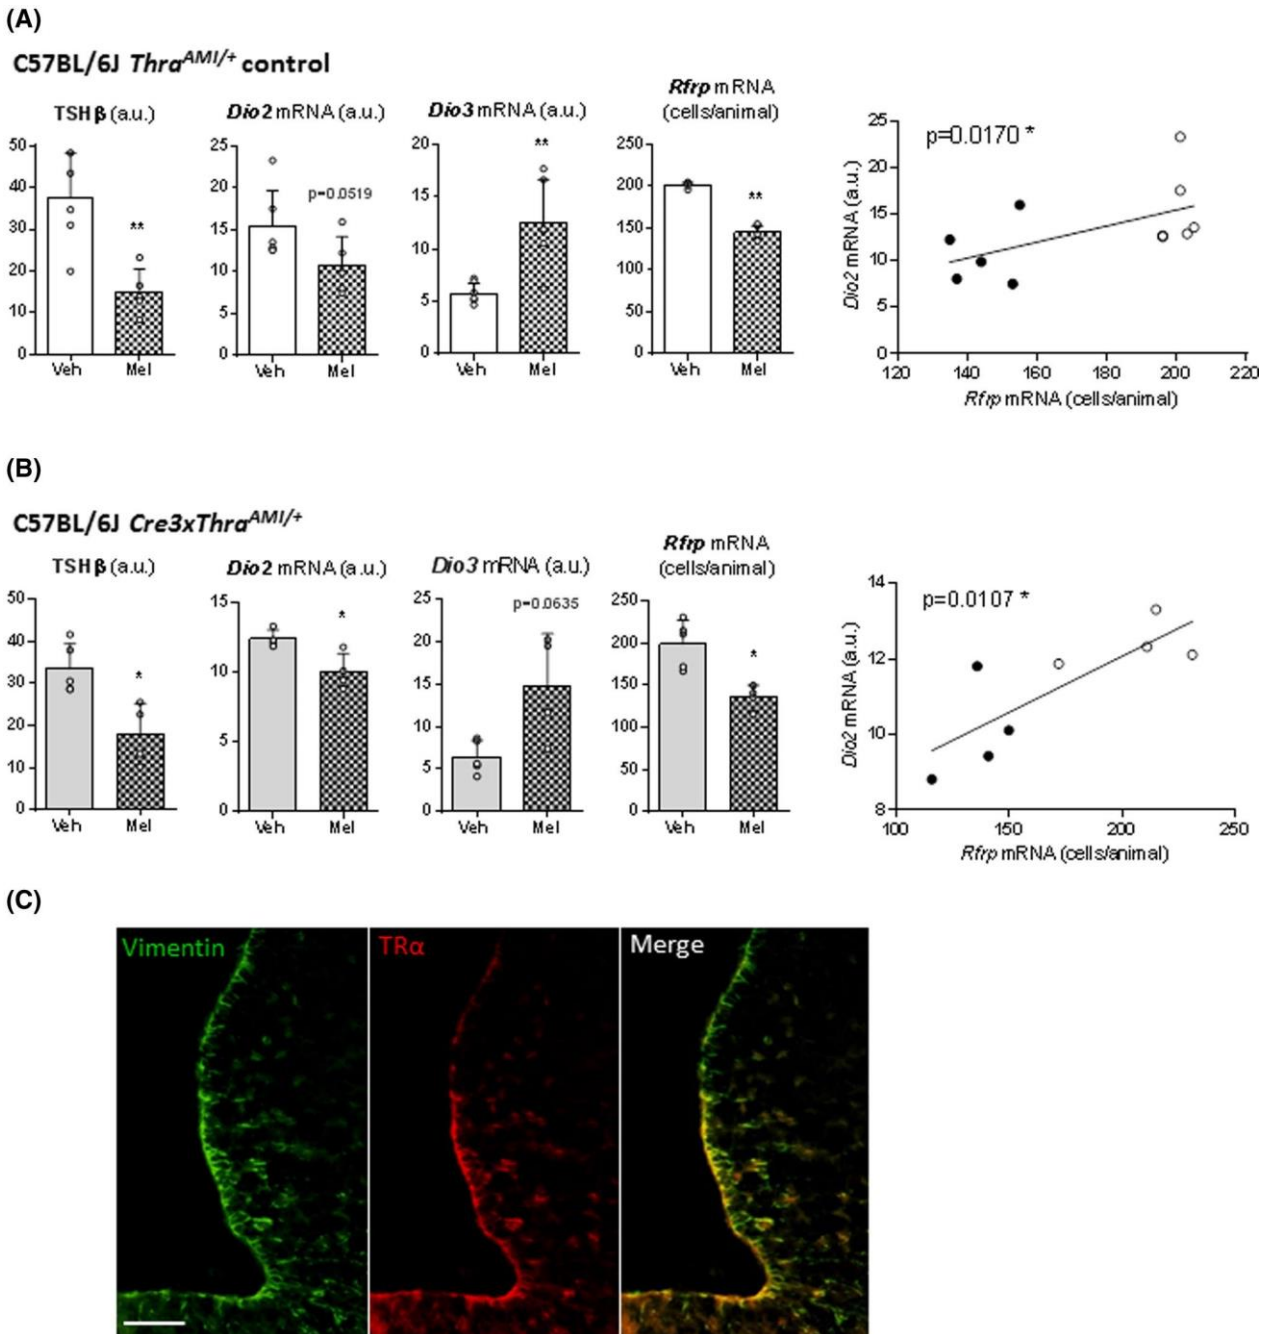 (A)
C57BL/6J Thra^AMI/+ control
TSHβ (a.u.)
50
40
30
20
10
0
**
Veh Mel
Dio2 mRNA (a.u.)
25
20
15
10
5
0
p=0.0519
Veh Mel
Dio3 mRNA (a.u.)
20
15
10
5
0
**
Veh Mel
Rfrp mRNA
(cells/animal)
250
200
150
100
50
0
**
Veh Mel
p=0.0170 *
Dio2 mRNA (a.u.)
25
20
15
10
5
0
120 140 160 180 200 220
Rfrp mRNA (cells/animal)
(B)
C57BL/6J Cre3xThra^AMI/+
TSHβ (a.u.)
50
40
30
20
10
0
*
Veh Mel
Dio2 mRNA (a.u.)
15
10
5
0
*
Veh Mel
Dio3 mRNA (a.u.)
25
20
15
10
5
0
p=0.0635
Veh Mel
Rfrp mRNA
(cells/animal)
250
200
150
100
50
0
*
Veh Mel
p=0.0107 *
Dio2 mRNA (a.u.)
14
12
10
8
100 150 200 250
Rfrp mRNA (cells/animal)
(C)
Vimentin
TRα
Merge